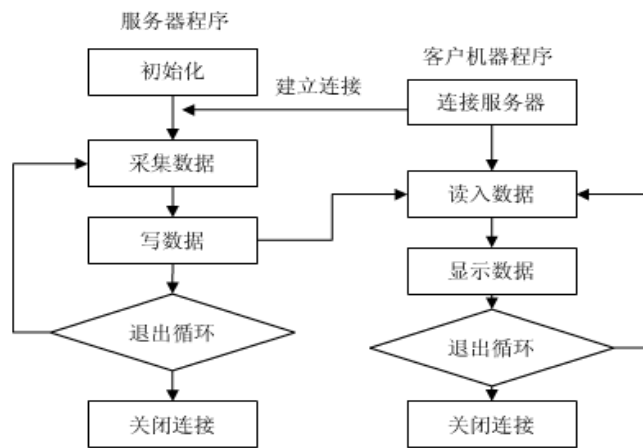 服务器程序
初始化
采集数据
写数据
退出循环
关闭连接
建立连接
客户机器程序
连接服务器
读入数据
显示数据
退出循环
关闭连接